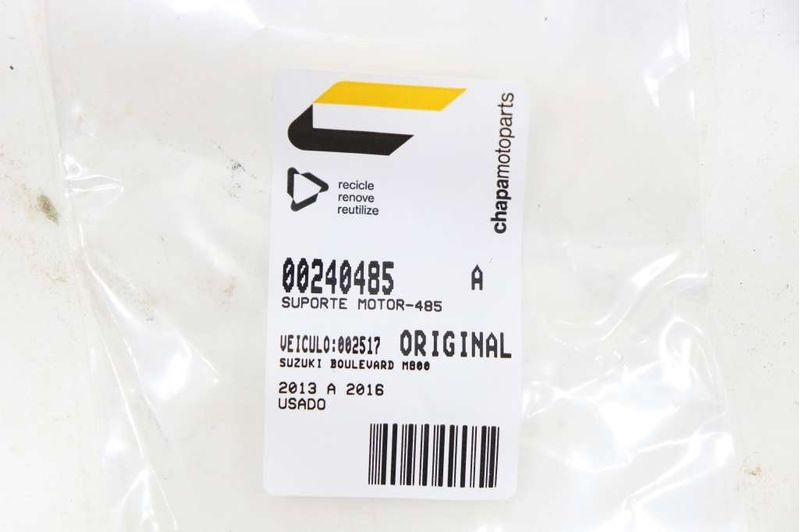 chapamotoparts
recicle
renove
reutilize
00240485 A
SUPORTE MOTOR-485
VEICULO:002517 ORIGINAL
SUZUKI BOULEVARD M800
2013 A 2016
USADO